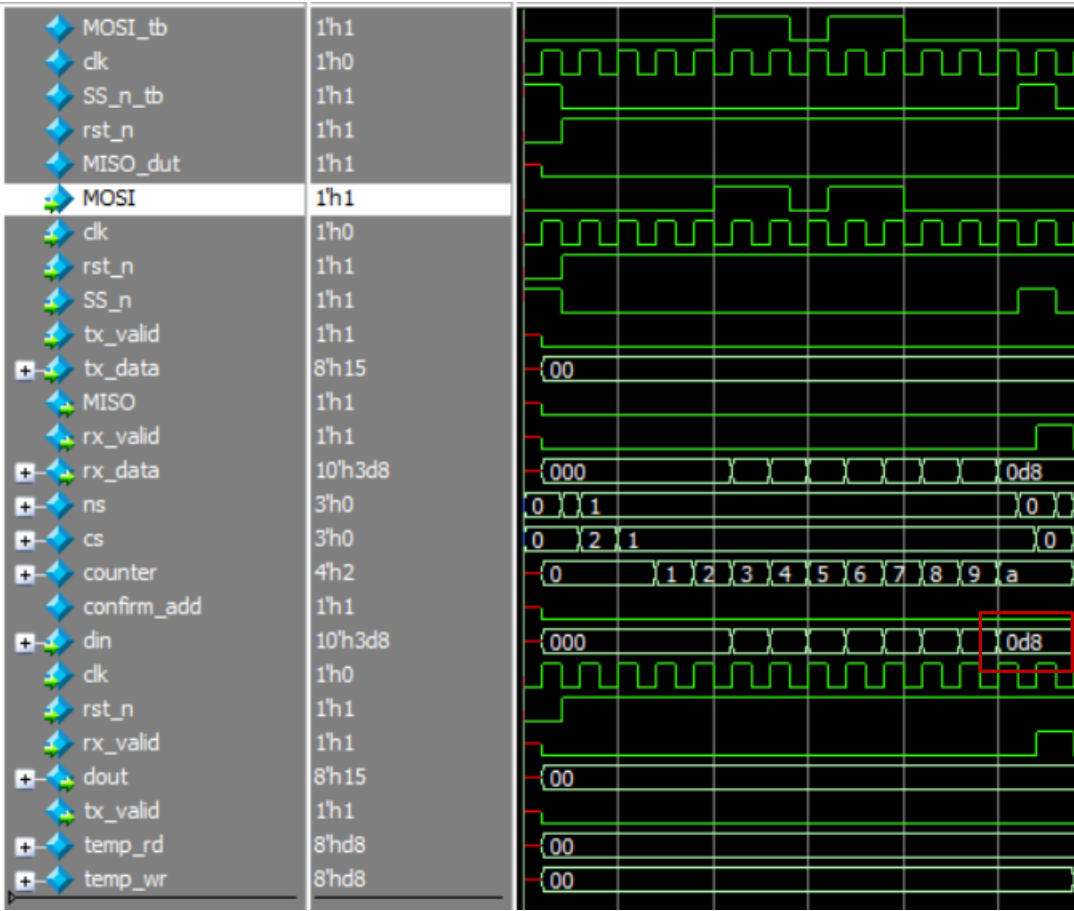 MOSI_tb 1'h1
clk 1'h0
SS_n_tb 1'h1
rst_n 1'h1
MISO_dut 1'h1
MOSI 1'h1
clk 1'h0
rst_n 1'h1
SS_n 1'h1
tx_valid 1'h1
tx_data 8'h15 00
MISO 1'h1
rx_valid 1'h1
rx_data 10'h3d8 000 0d8
ns 3'h0 0 1 0
cs 3'h0 0 2 1 0
counter 4'h2 0 1 2 3 4 5 6 7 8 9 a
confirm_add 1'h1
din 10'h3d8 000 0d8
clk 1'h0
rst_n 1'h1
rx_valid 1'h1
dout 8'h15 00
tx_valid 1'h1
temp_rd 8'hd8 00
temp_wr 8'hd8 00